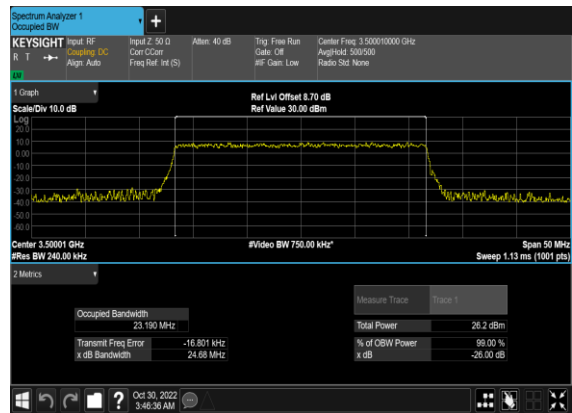 Spectrum Analyzer 1
Occupied BW
KEYSIGHT Input: RF Input Z: 50 Ω Atten: 40 dB Trig: Free Run Center Freq: 3.500010000 GHz
R T Coupling: DC Corr CCorr Gate: Off Avg|Hold: 500/500
Align: Auto Freq Ref: Int (S) #IF Gain: Low Radio Std: None
1 Graph Ref Lvl Offset 8.70 dB
Scale/Div 10.0 dB Ref Value 30.00 dBm
Log
20.0
10.0
0.00
-10.0
-20.0
-30.0
-40.0
-50.0
-60.0
Center 3.50001 GHz #Video BW 750.00 kHz* Span 50 MHz
#Res BW 240.00 kHz Sweep 1.13 ms (1001 pts)
2 Metrics
Measure Trace Trace 1
Occupied Bandwidth
23.190 MHz Total Power 26.2 dBm
Transmit Freq Error -16.801 kHz % of OBW Power 99.00 %
x dB Bandwidth 24.68 MHz x dB -26.00 dB
? Oct 30, 2022
3:46:36 AM